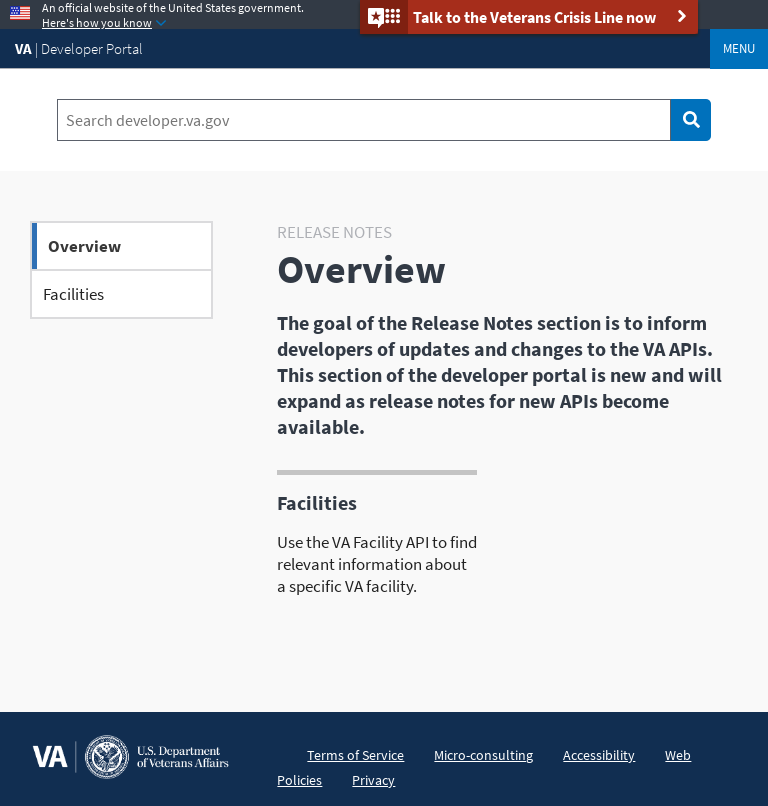 An official website of the United States government.
Here's how you know
Talk to the Veterans Crisis Line now
VA | Developer Portal
MENU
Search developer.va.gov
Overview
Facilities
RELEASE NOTES
Overview
The goal of the Release Notes section is to inform
developers of updates and changes to the VA APIs.
This section of the developer portal is new and will
expand as release notes for new APIs become
available.
Facilities
Use the VA Facility API to find
relevant information about
a specific VA facility.
VA
U.S. Department
of Veterans Affairs
Terms of Service Micro-consulting Accessibility Web
Policies Privacy